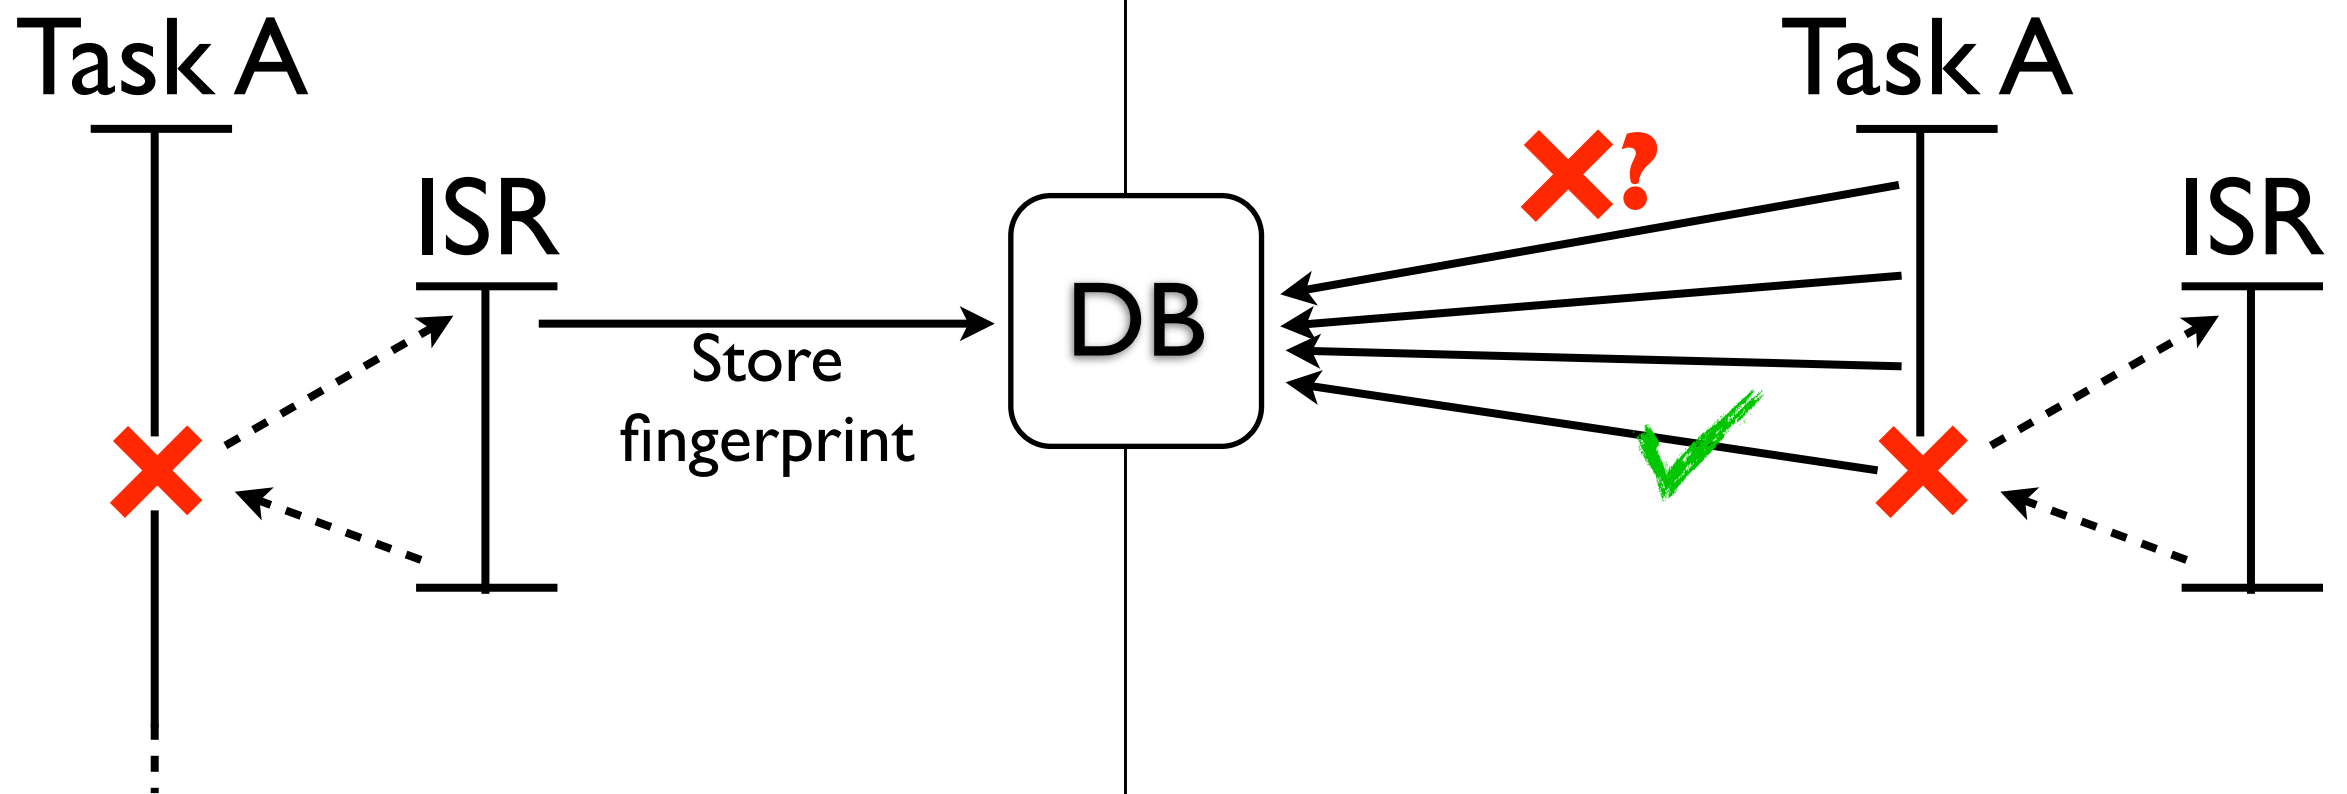 Task A
ISR
Store
fingerprint
DB
?
Task A
ISR